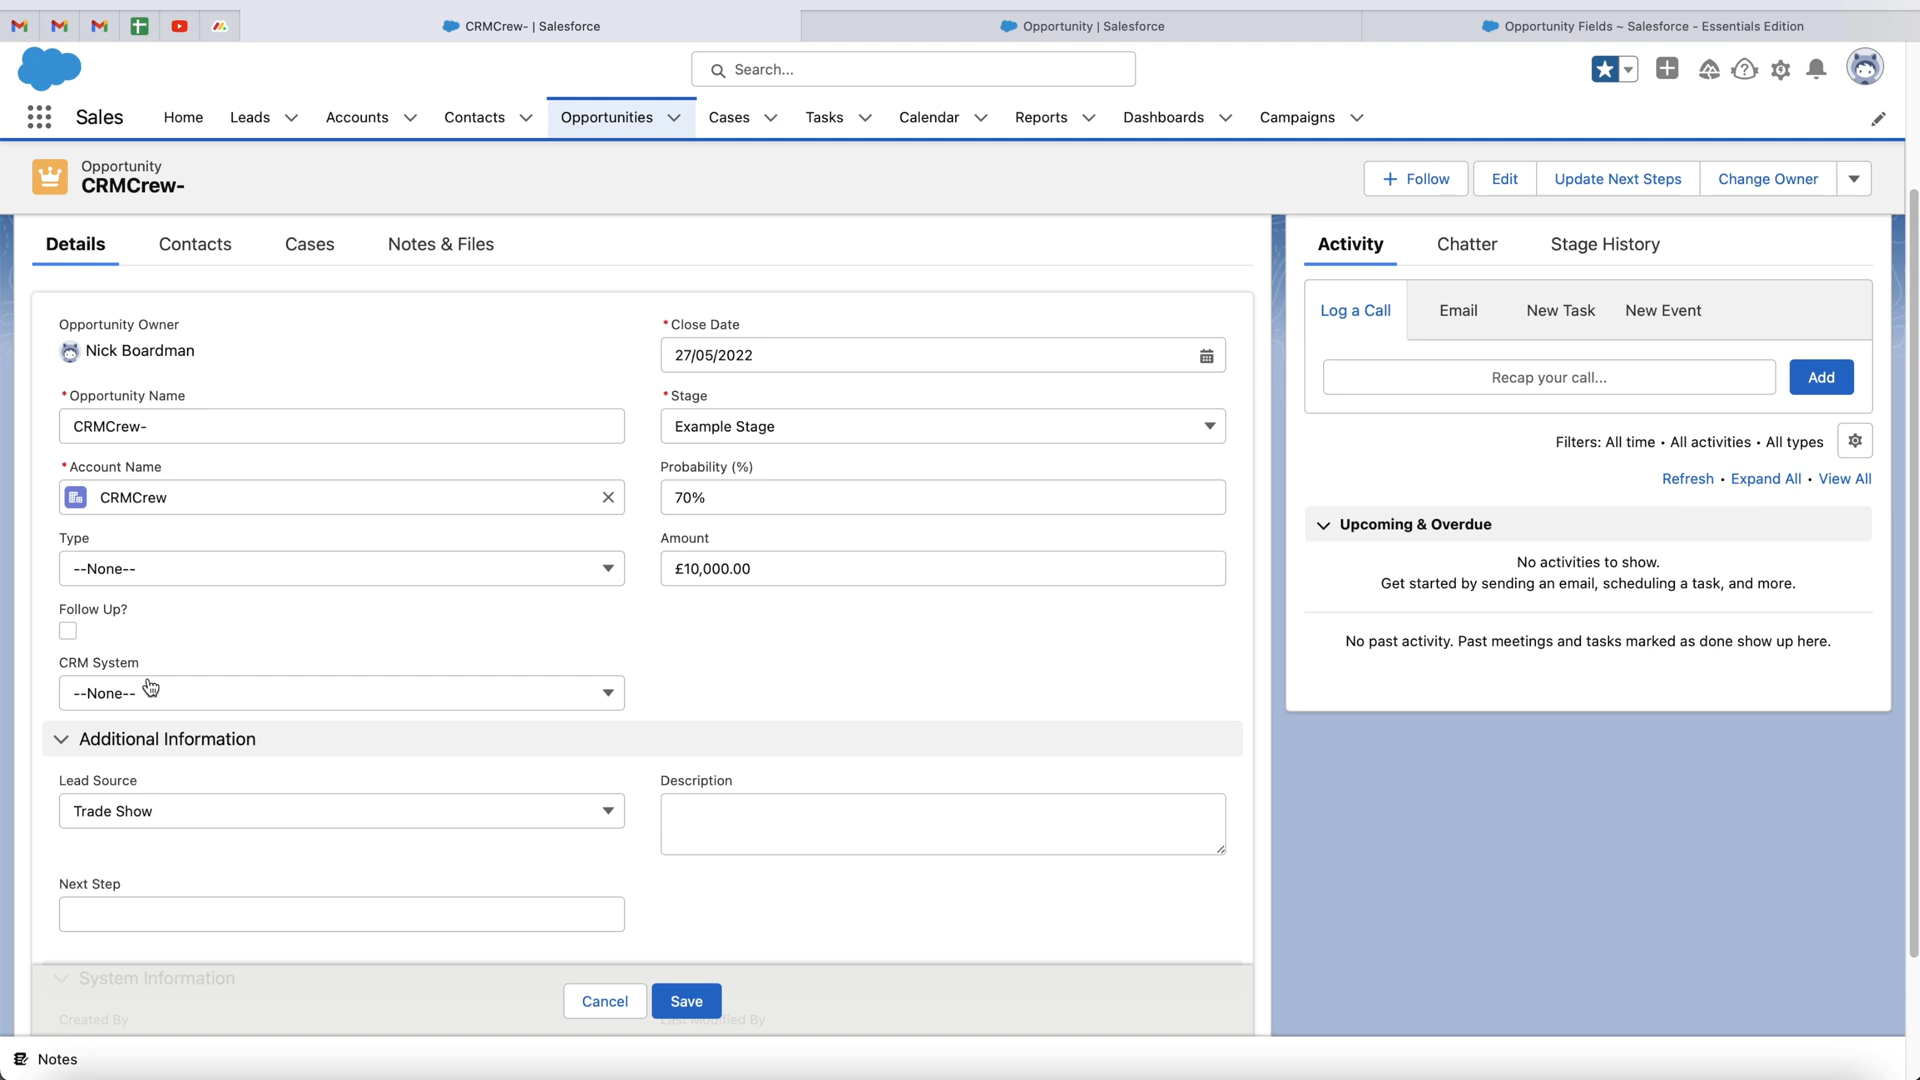 CRMCrew- | Salesforce
Opportunity | Salesforce
Opportunity Fields ~ Salesforce - Essentials Edition
Search...
Sales
Home
Leads
Accounts
Contacts
Opportunities
Cases
Tasks
Calendar
Reports
Dashboards
Campaigns
Opportunity
CRMCrew-
Follow
Edit
Update Next Steps
Change Owner
Details
Contacts
Cases
Notes & Files
Opportunity Owner
Nick Boardman
* Close Date
27/05/2022
* Opportunity Name
CRMCrew-
* Stage
Example Stage
* Account Name
CRMCrew
Probability (%)
70%
Type
--None--
Amount
£10,000.00
Follow Up?
CRM System
--None--
Additional Information
Lead Source
Trade Show
Description
Next Step
System Information
Created By
Last Modified By
Cancel
Save
Activity
Chatter
Stage History
Log a Call
Email
New Task
New Event
Recap your call...
Add
Filters: All time • All activities • All types
Refresh • Expand All • View All
Upcoming & Overdue
No activities to show.
Get started by sending an email, scheduling a task, and more.
No past activity. Past meetings and tasks marked as done show up here.
Notes